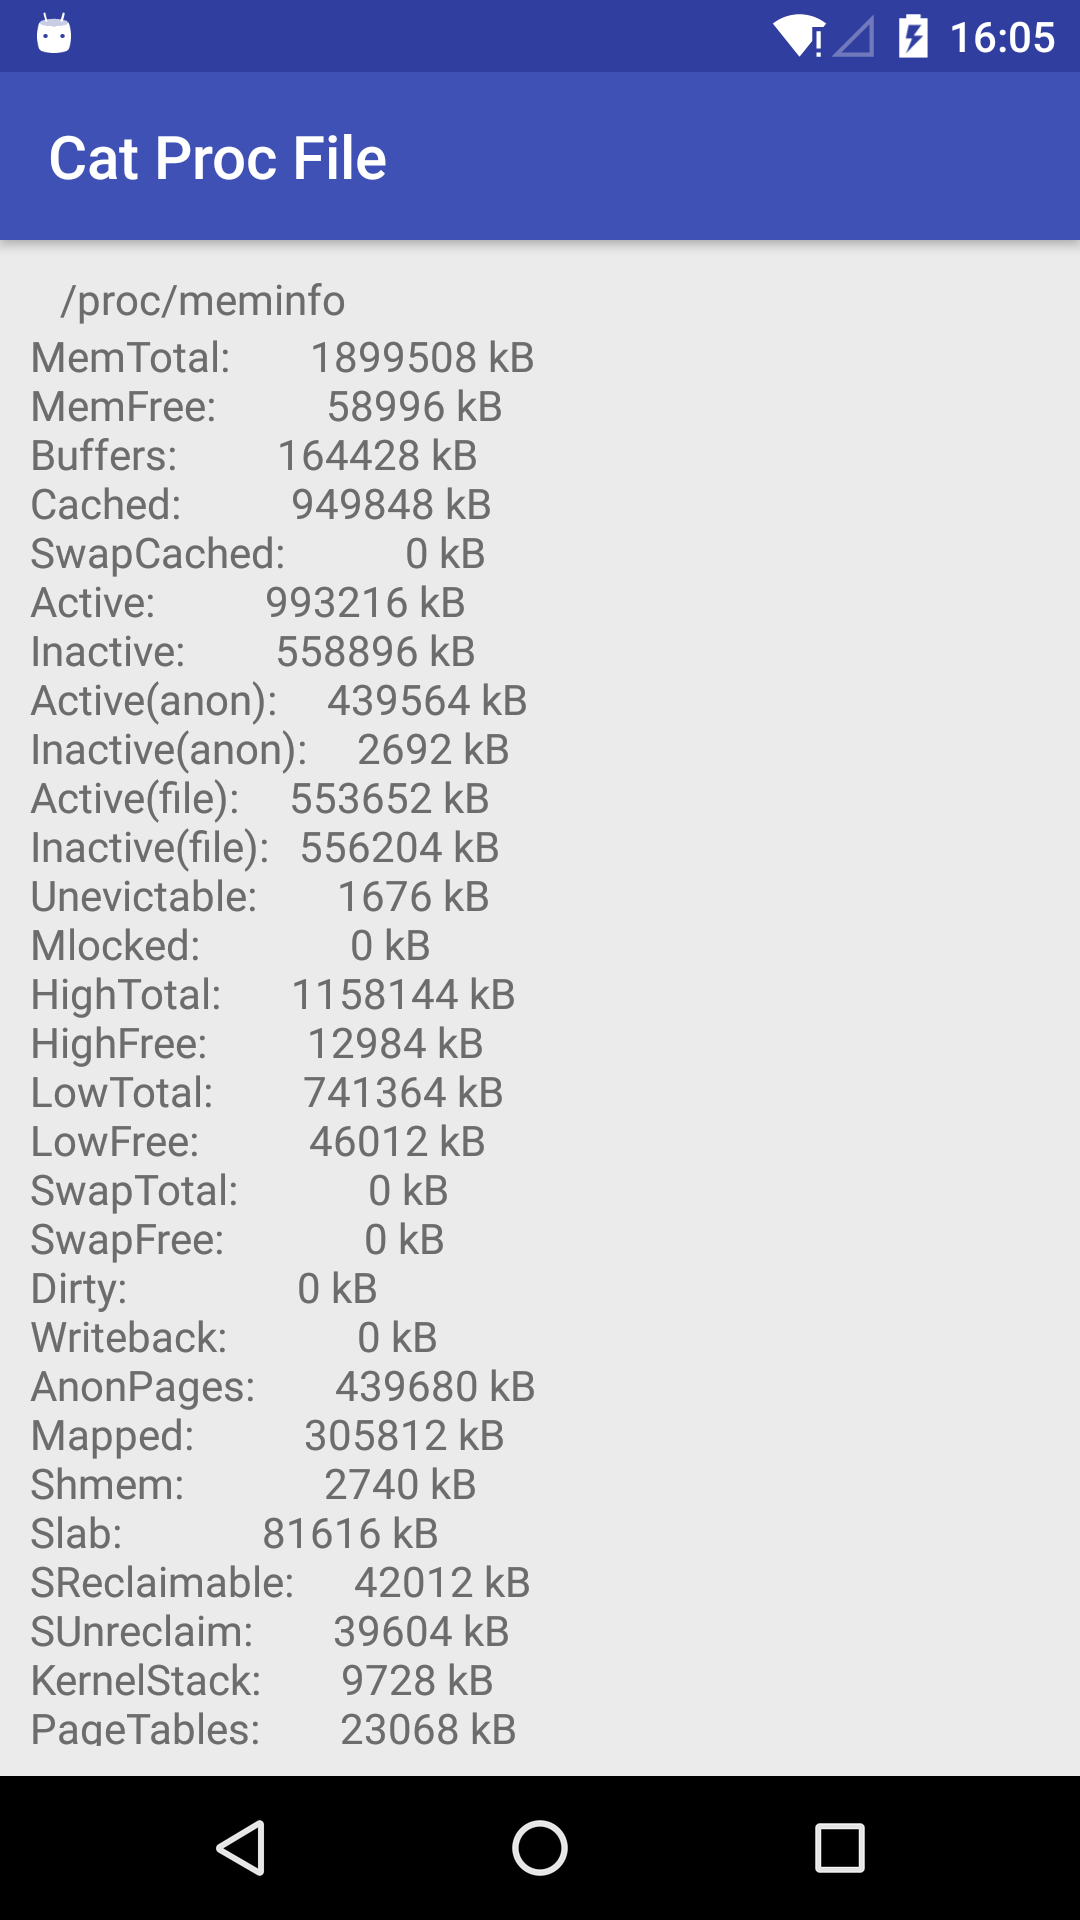 16:05
Cat Proc File
/proc/meminfo
MemTotal: 1899508 kB
MemFree: 58996 kB
Buffers: 164428 kB
Cached: 949848 kB
SwapCached: 0 kB
Active: 993216 kB
Inactive: 558896 kB
Active(anon): 439564 kB
Inactive(anon): 2692 kB
Active(file): 553652 kB
Inactive(file): 556204 kB
Unevictable: 1676 kB
Mlocked: 0 kB
HighTotal: 1158144 kB
HighFree: 12984 kB
LowTotal: 741364 kB
LowFree: 46012 kB
SwapTotal: 0 kB
SwapFree: 0 kB
Dirty: 0 kB
Writeback: 0 kB
AnonPages: 439680 kB
Mapped: 305812 kB
Shmem: 2740 kB
Slab: 81616 kB
SReclaimable: 42012 kB
SUnreclaim: 39604 kB
KernelStack: 9728 kB
PageTables: 23068 kB